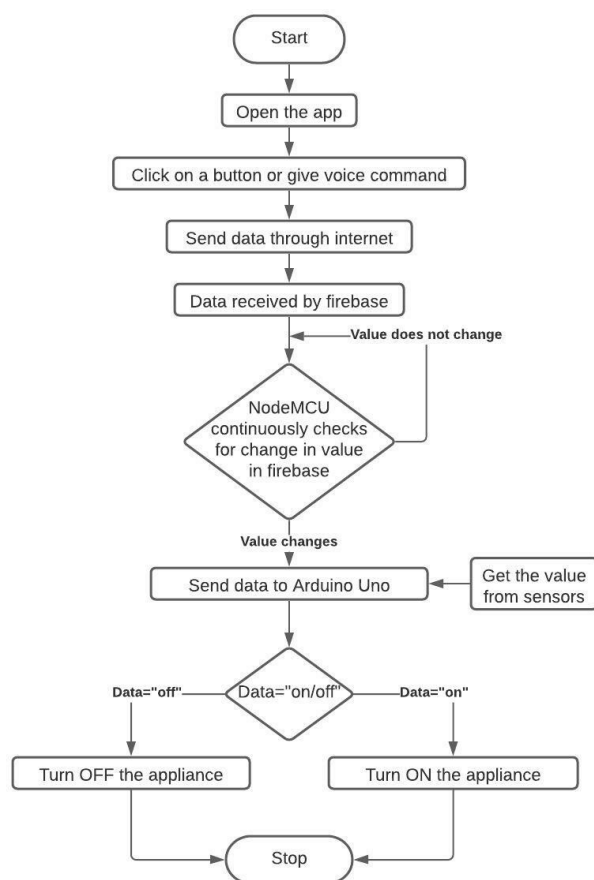 Start
Open the app
Click on a button or give voice command
Send data through internet
Data received by firebase
Value does not change
NodeMCU
continuously checks
for change in value
in firebase
Value changes
Send data to Arduino Uno
Get the value
from sensors
Data="off"
Data="on/off"
Data="on"
Turn OFF the appliance
Turn ON the appliance
Stop